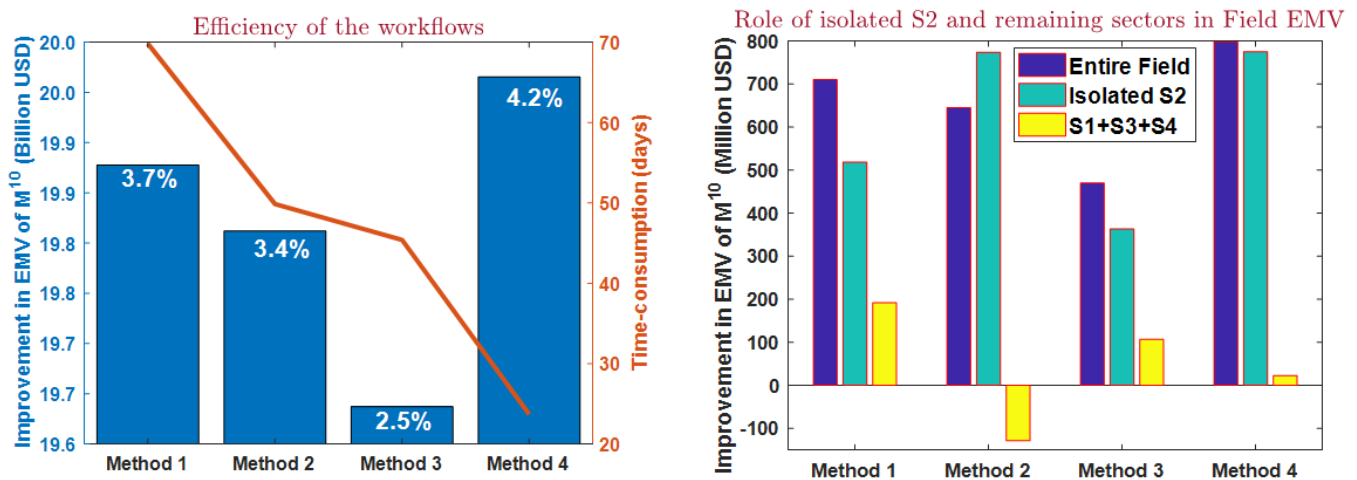 Efficiency of the workflows
Improvement in EMV of M¹⁰ (Billion USD)
20.0
20.0
19.9
19.9
19.8
19.8
19.7
19.7
19.6
3.7%
3.4%
2.5%
4.2%
70
60
50
40
30
20
Time-consumption (days)
Method 1 Method 2 Method 3 Method 4
Role of isolated S2 and remaining sectors in Field EMV
Improvement in EMV of M¹⁰ (Million USD)
800
700
600
500
400
300
200
100
0
-100
Entire Field
Isolated S2
S1+S3+S4
Method 1 Method 2 Method 3 Method 4